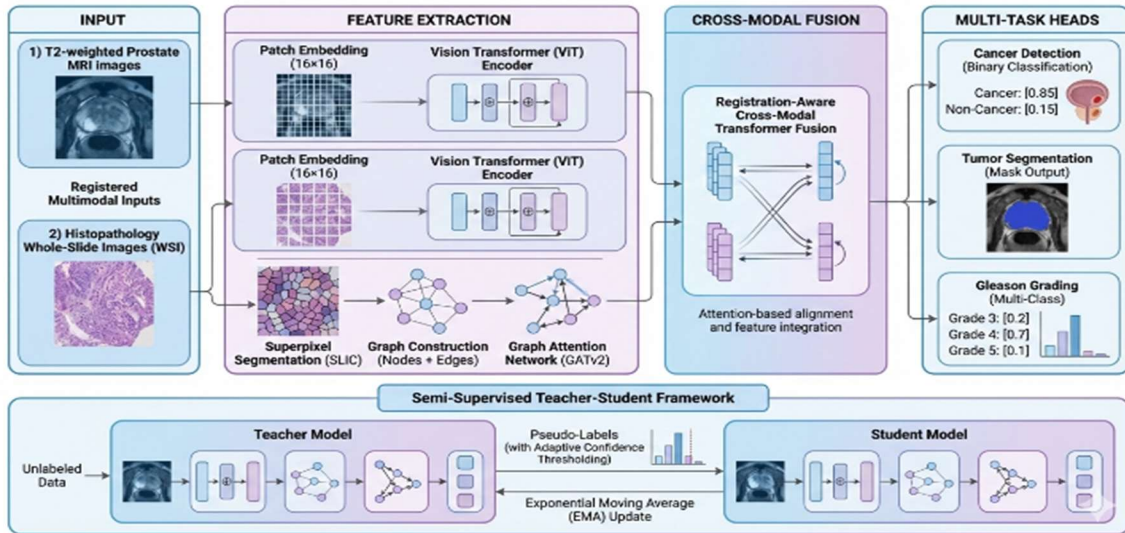 INPUT
1) T2-weighted Prostate
MRI Images
Registered
Multimodal Inputs
2) Histopathology
Whole-Slide Images (WSI)
FEATURE EXTRACTION
Patch Embedding
(16×16)
Vision Transformer (ViT)
Encoder
Patch Embedding
(16×16)
Vision Transformer (ViT)
Encoder
Superpixel
Segmentation (SLIC)
Graph Construction
(Nodes + Edges)
Graph Attention
Network (GATv2)
CROSS-MODAL FUSION
Registration-Aware
Cross-Modal
Transformer Fusion
Attention-based alignment
and feature integration
MULTI-TASK HEADS
Cancer Detection
(Binary Classification)
Cancer: [0.85]
Non-Cancer: [0.15]
Tumor Segmentation
(Mask Output)
Gleason Grading
(Multi-Class)
Grade 3: [0.2]
Grade 4: [0.7]
Grade 5: [0.1]
Semi-Supervised Teacher-Student Framework
Unlabeled
Data
Teacher Model
Pseudo-Labels
(with Adaptive Confidence
Thresholding)
Exponential Moving Average
(EMA) Update
Student Model